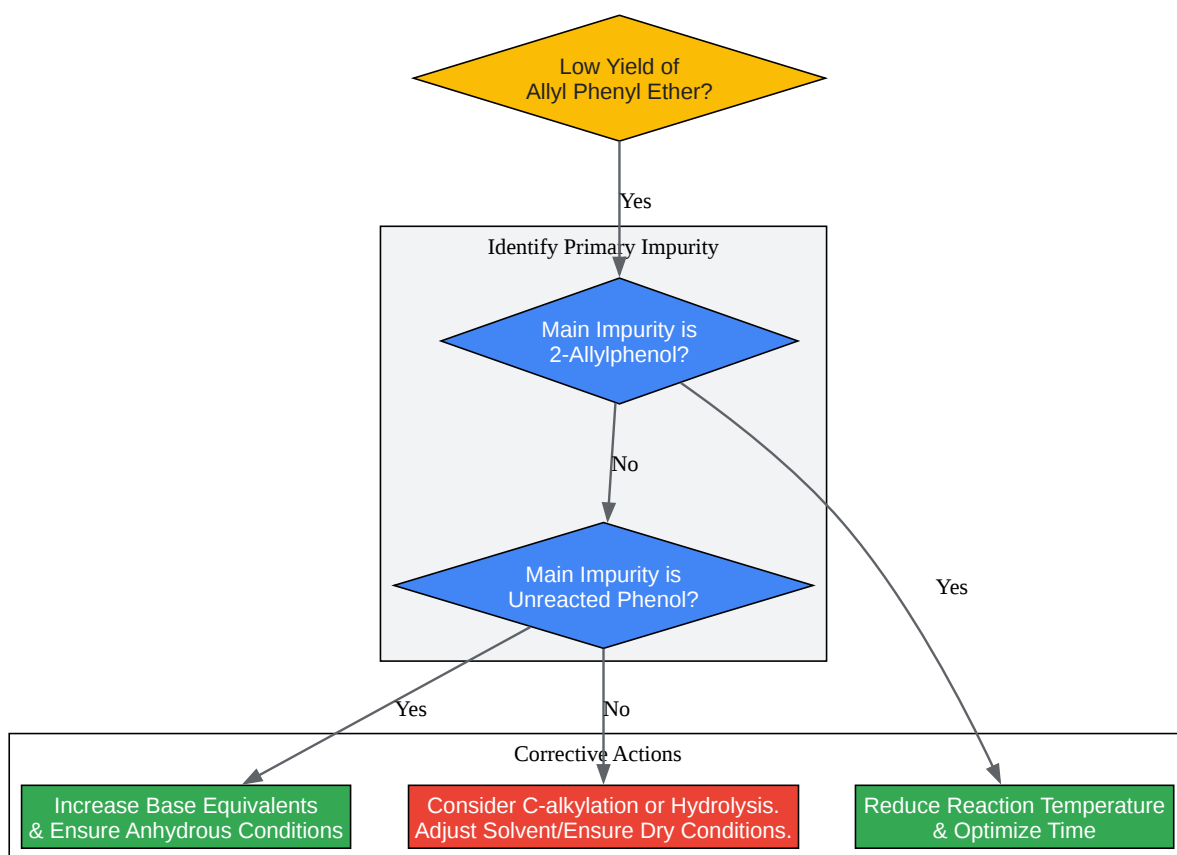 Low Yield of
Allyl Phenyl Ether?
Yes
Identify Primary Impurity
Main Impurity is
2-Allylphenol?
No
Main Impurity is
Unreacted Phenol?
Yes
Yes
No
Corrective Actions
Increase Base Equivalents
& Ensure Anhydrous Conditions
Consider C-alkylation or Hydrolysis.
Adjust Solvent/Ensure Dry Conditions.
Reduce Reaction Temperature
& Optimize Time